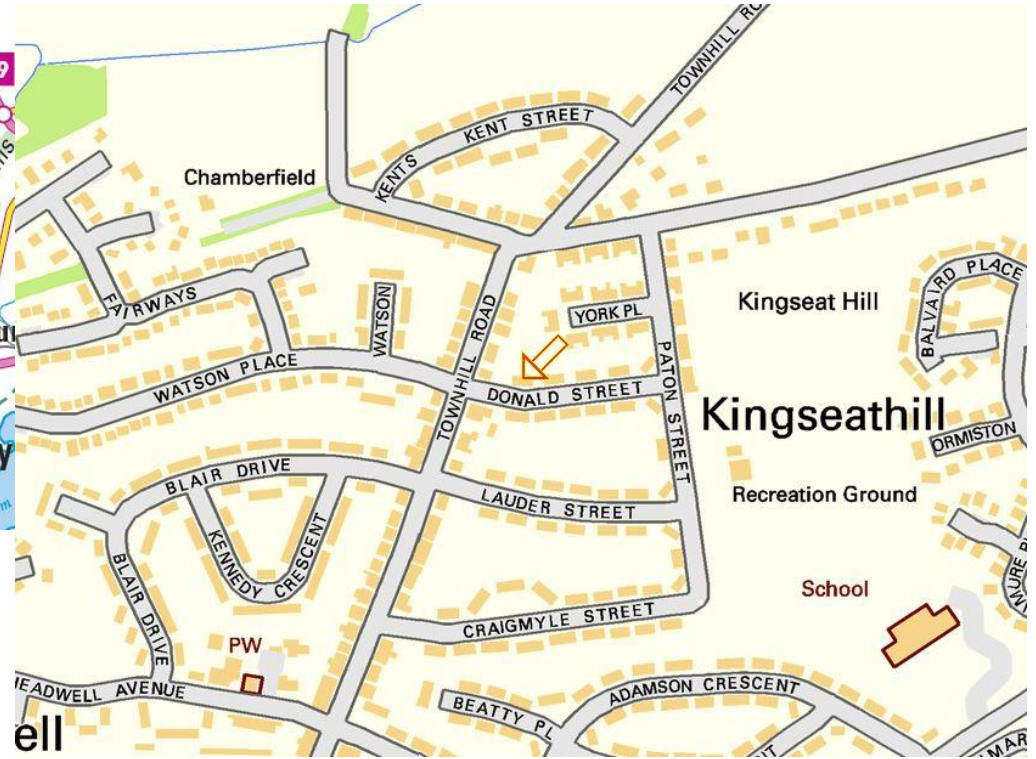 9
TOWNHILL RO
KENT STREET
KENTS
Chamberfield
FAIRWAYS
WATSON
TOWNHILL ROAD
YORK PL
Kingseat Hill
BALVAIRD PLACE
WATSON PLACE
DONALD STREET
PATON STREET
Kingseathill
ORMISTON
BLAIR DRIVE
LAUDER STREET
Recreation Ground
KENNEDY CRESCENT
BLAIR DRIVE
School
CRAIGMYLE STREET
PW
EADWELL AVENUE
ADAMSON CRESCENT
BEATTY PL
ell